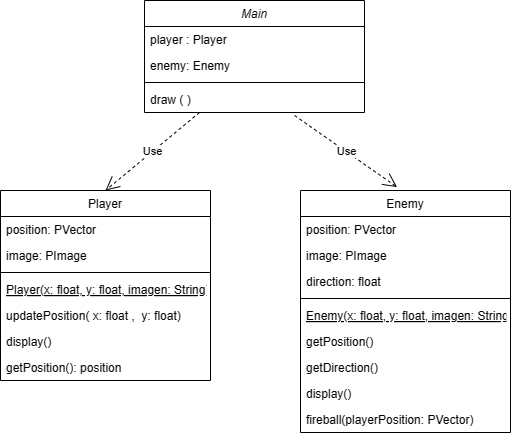 Main
player : Player
enemy: Enemy
draw ( )
Use
Use
Player
position: PVector
image: PImage
Player(x: float, y: float, imagen: String
updatePosition( x: float , y: float)
display()
getPosition(): position
Enemy
position: PVector
image: PImage
direction: float
Enemy(x: float, y: float, imagen: String
getPosition()
getDirection()
display()
fireball(playerPosition: PVector)